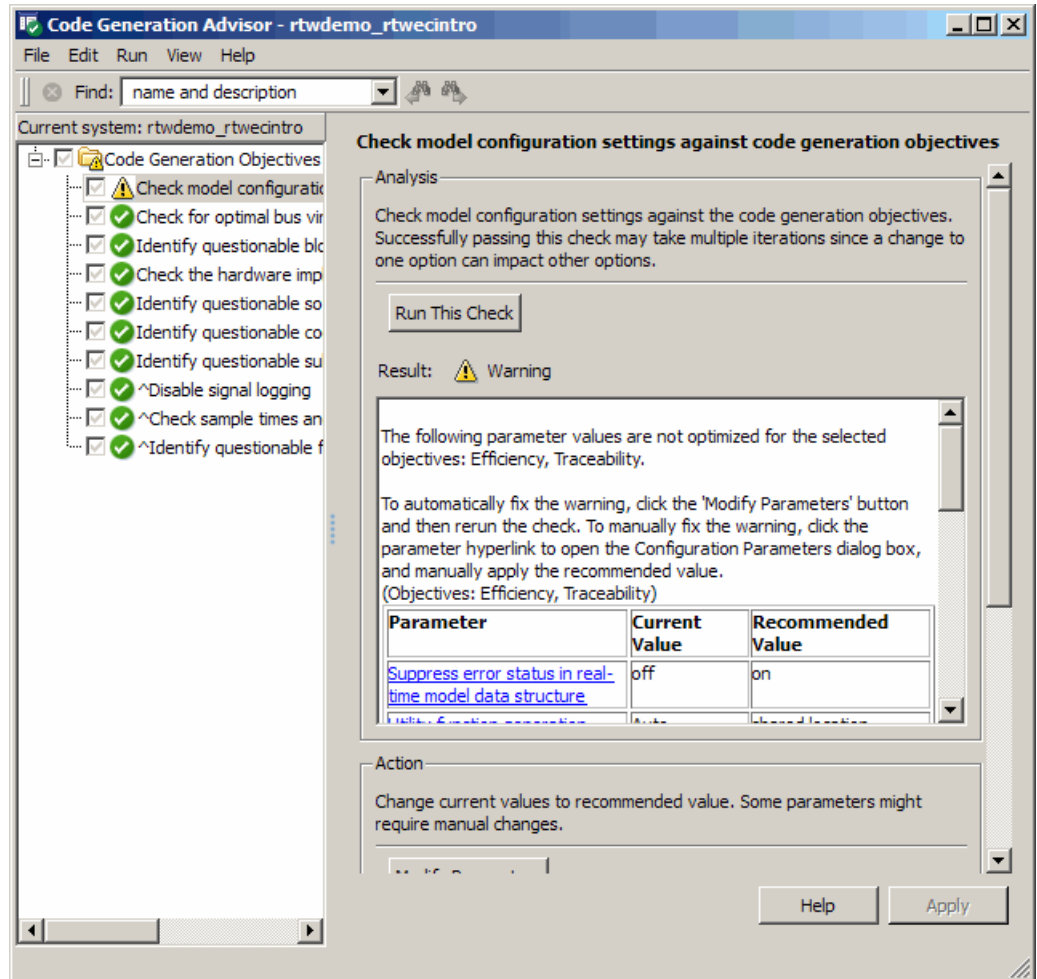 Code Generation Advisor - rtwdemo_rtwecintro
File Edit Run View Help
Find: name and description
Current system: rtwdemo_rtwecintro
Code Generation Objectives
Check model configuratio
Check for optimal bus vir
Identify questionable blo
Check the hardware imp
Identify questionable so
Identify questionable co
Identify questionable su
^Disable signal logging
^Check sample times an
^Identify questionable f
Check model configuration settings against code generation objectives
Analysis
Check model configuration settings against the code generation objectives.
Successfully passing this check may take multiple iterations since a change to
one option can impact other options.
Run This Check
Result: Warning
The following parameter values are not optimized for the selected
objectives: Efficiency, Traceability.
To automatically fix the warning, click the 'Modify Parameters' button
and then rerun the check. To manually fix the warning, click the
parameter hyperlink to open the Configuration Parameters dialog box,
and manually apply the recommended value.
(Objectives: Efficiency, Traceability)
Parameter Current Value Recommended Value
Suppress error status in real-
time model data structure off on
Utility function generation Auto shared location
Action
Change current values to recommended value. Some parameters might
require manual changes.
Help Apply